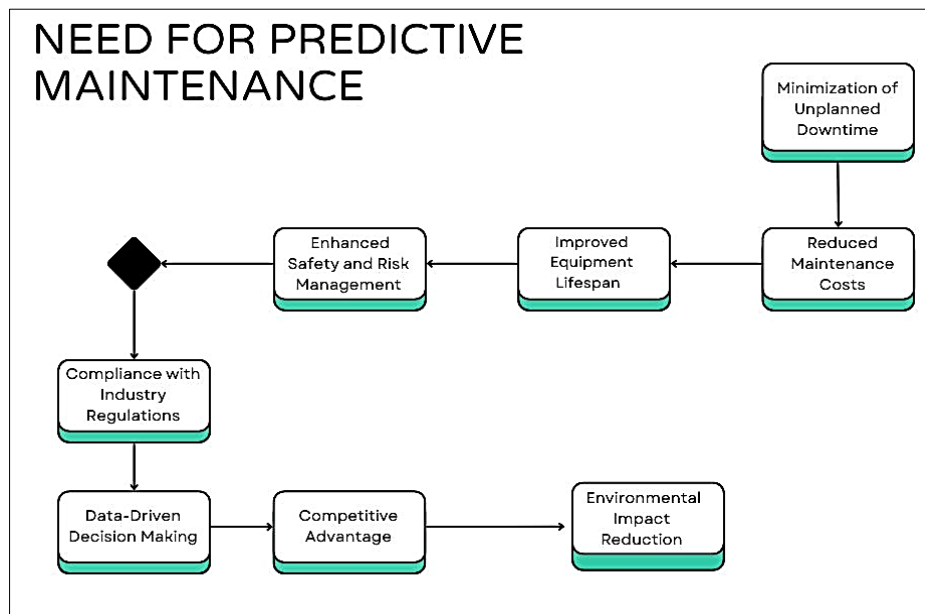 NEED FOR PREDICTIVE
MAINTENANCE
Minimization of
Unplanned
Downtime
Reduced
Maintenance
Costs
Improved
Equipment
Lifespan
Enhanced
Safety and Risk
Management
Compliance with
Industry
Regulations
Data-Driven
Decision Making
Competitive
Advantage
Environmental
Impact
Reduction